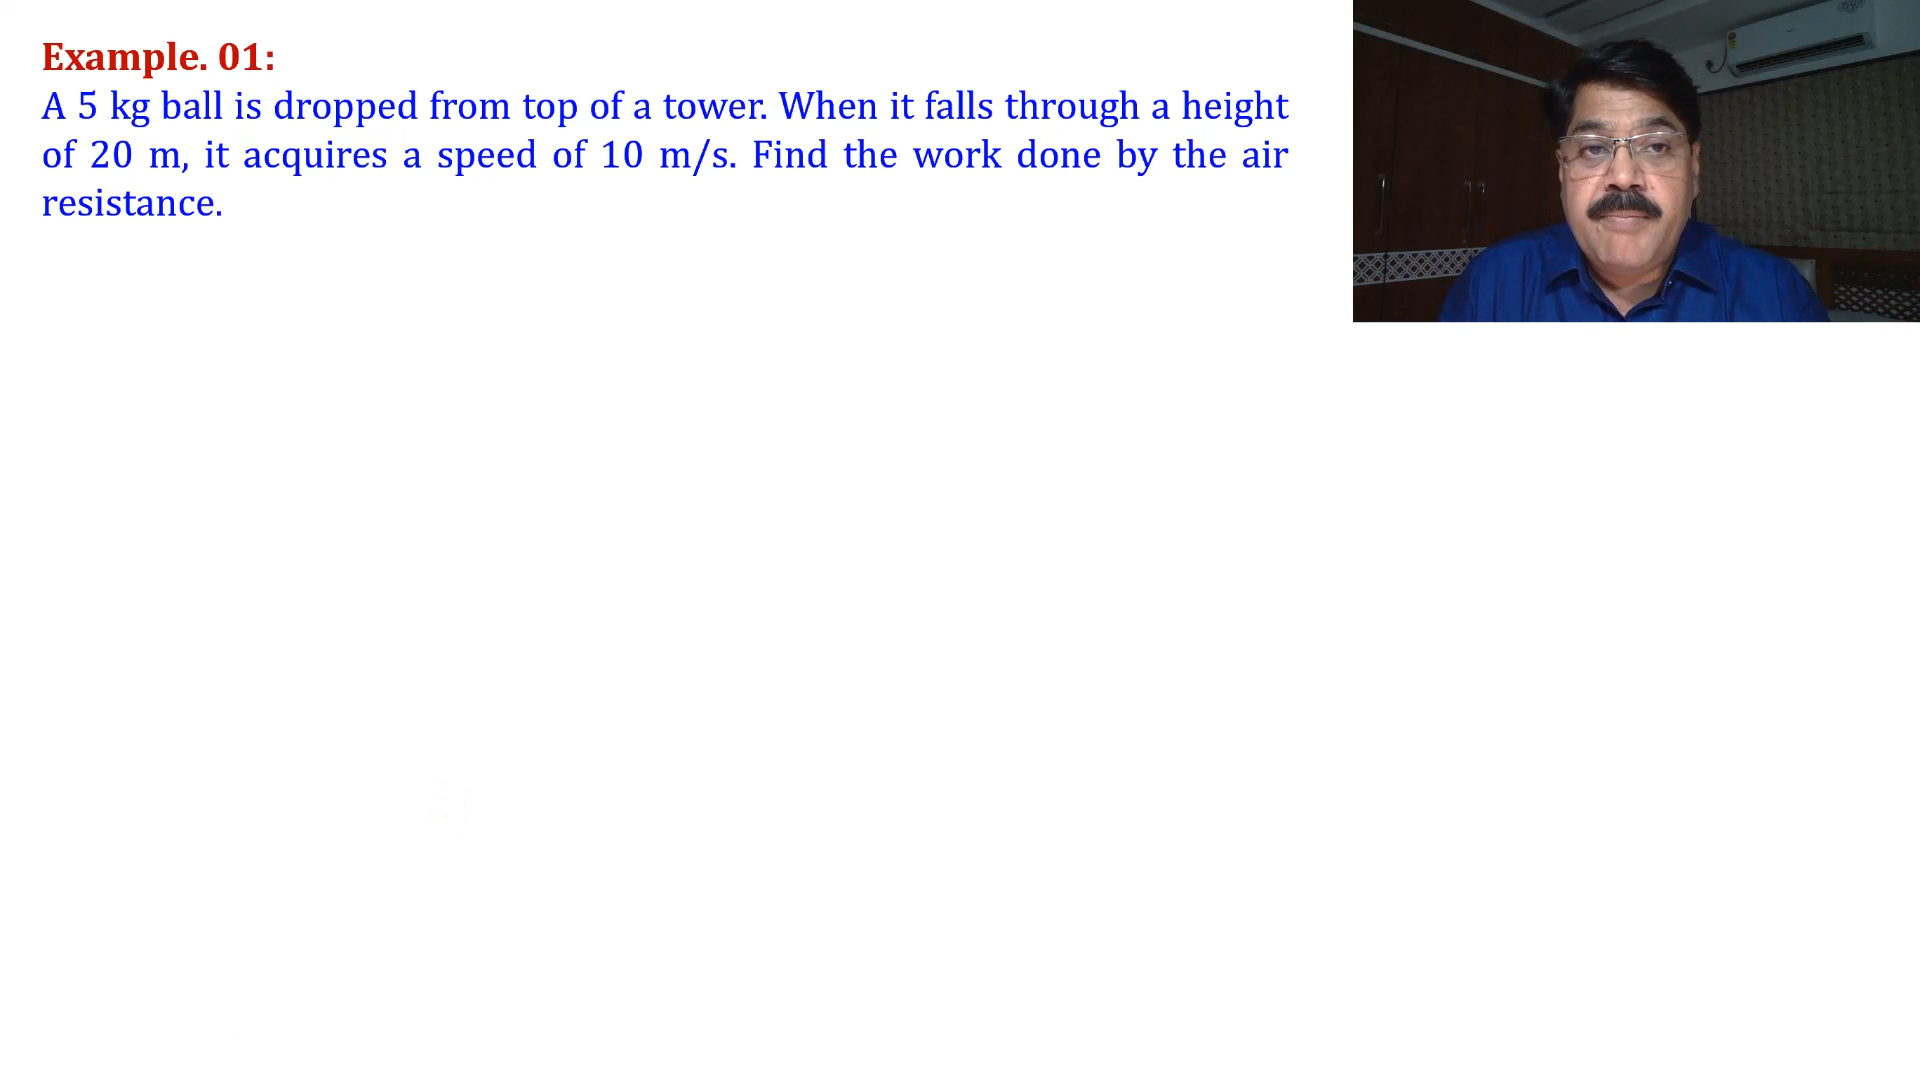 Example. 01:
A 5 kg ball is dropped from top of a tower. When it falls through a height
of 20 m, it acquires a speed of 10 m/s. Find the work done by the air
resistance.